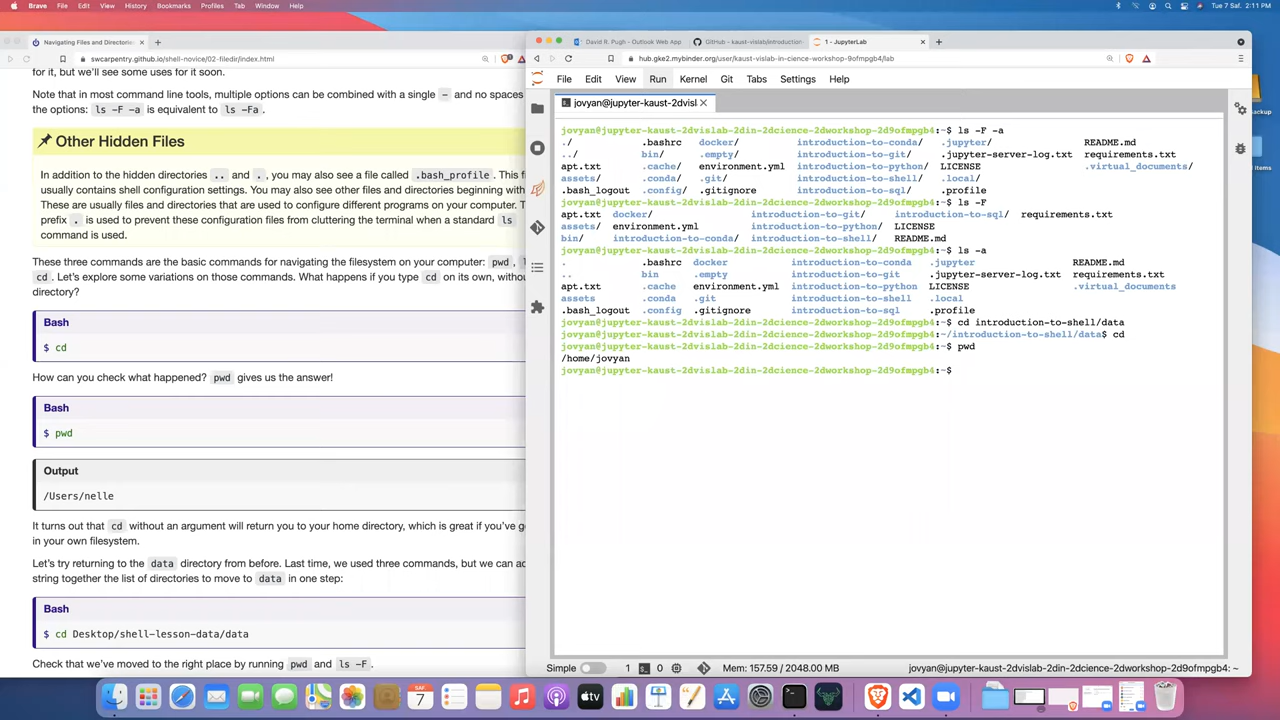 Brave File Edit View History Bookmarks Profiles Tab Window Help
Tue 7 Saf. 2:11 PM
Navigating Files and Directorie
swcarpentry.github.io/shell-novice/02-filedir/index.html
for it, but we'll see some uses for it soon.
Note that in most command line tools, multiple options can be combined with a single - and no spaces
the options: ls -F -a is equivalent to ls -Fa.
Other Hidden Files
In addition to the hidden directories .. and ., you may also see a file called .bash_profile. This f
usually contains shell configuration settings. You may also see other files and directories beginning with
These are usually files and directories that are used to configure different programs on your computer. T
prefix . is used to prevent these configuration files from cluttering the terminal when a standard ls
command is used.
These three commands are the basic commands for navigating the filesystem on your computer: pwd, l
cd. Let's explore some variations on those commands. What happens if you type cd on its own, withou
directory?
Bash
$ cd
How can you check what happened? pwd gives us the answer!
Bash
$ pwd
Output
/Users/nelle
It turns out that cd without an argument will return you to your home directory, which is great if you've go
in your own filesystem.
Let's try returning to the data directory from before. Last time, we used three commands, but we can ac
string together the list of directories to move to data in one step:
Bash
$ cd Desktop/shell-lesson-data/data
Check that we've moved to the right place by running pwd and ls -F.
David R. Pugh - Outlook Web App
GitHub - kaust-vislab/introduction-
1 - JupyterLab
hub.gke2.mybinder.org/user/kaust-vislab-in-cience-workshop-9ofmpgb4/lab
File Edit View Run Kernel Git Tabs Settings Help
jovyan@jupyter-kaust-2dvisl
jovyan@jupyter-kaust-2dvislab-2din-2dcience-2dworkshop-2d9ofmpgb4:~$ ls -F -a
./ .bashrc docker/ introduction-to-conda/ .jupyter/ README.md
../ bin/ .empty/ introduction-to-git/ .jupyter-server-log.txt requirements.txt
apt.txt .cache/ environment.yml introduction-to-python/ LICENSE .virtual_documents/
assets/ .conda/ .git/ introduction-to-shell/ .local/
.bash_logout .config/ .gitignore introduction-to-sql/ .profile
jovyan@jupyter-kaust-2dvislab-2din-2dcience-2dworkshop-2d9ofmpgb4:~$ ls -F
apt.txt docker/ introduction-to-git/ introduction-to-sql/ requirements.txt
assets/ environment.yml introduction-to-python/ LICENSE
bin/ introduction-to-conda/ introduction-to-shell/ README.md
jovyan@jupyter-kaust-2dvislab-2din-2dcience-2dworkshop-2d9ofmpgb4:~$ ls -a
. .bashrc docker introduction-to-conda .jupyter README.md
.. bin .empty introduction-to-git .jupyter-server-log.txt requirements.txt
apt.txt .cache environment.yml introduction-to-python LICENSE .virtual_documents
assets .conda .git introduction-to-shell .local
.bash_logout .config .gitignore introduction-to-sql .profile
jovyan@jupyter-kaust-2dvislab-2din-2dcience-2dworkshop-2d9ofmpgb4:~$ cd introduction-to-shell/data
jovyan@jupyter-kaust-2dvislab-2din-2dcience-2dworkshop-2d9ofmpgb4:~/introduction-to-shell/data$ cd
jovyan@jupyter-kaust-2dvislab-2din-2dcience-2dworkshop-2d9ofmpgb4:~$ pwd
/home/jovyan
jovyan@jupyter-kaust-2dvislab-2din-2dcience-2dworkshop-2d9ofmpgb4:~$
Simple 1 0 Mem: 157.59 / 2048.00 MB jovyan@jupyter-kaust-2dvislab-2din-2dcience-2dworkshop-2d9ofmpgb4: ~